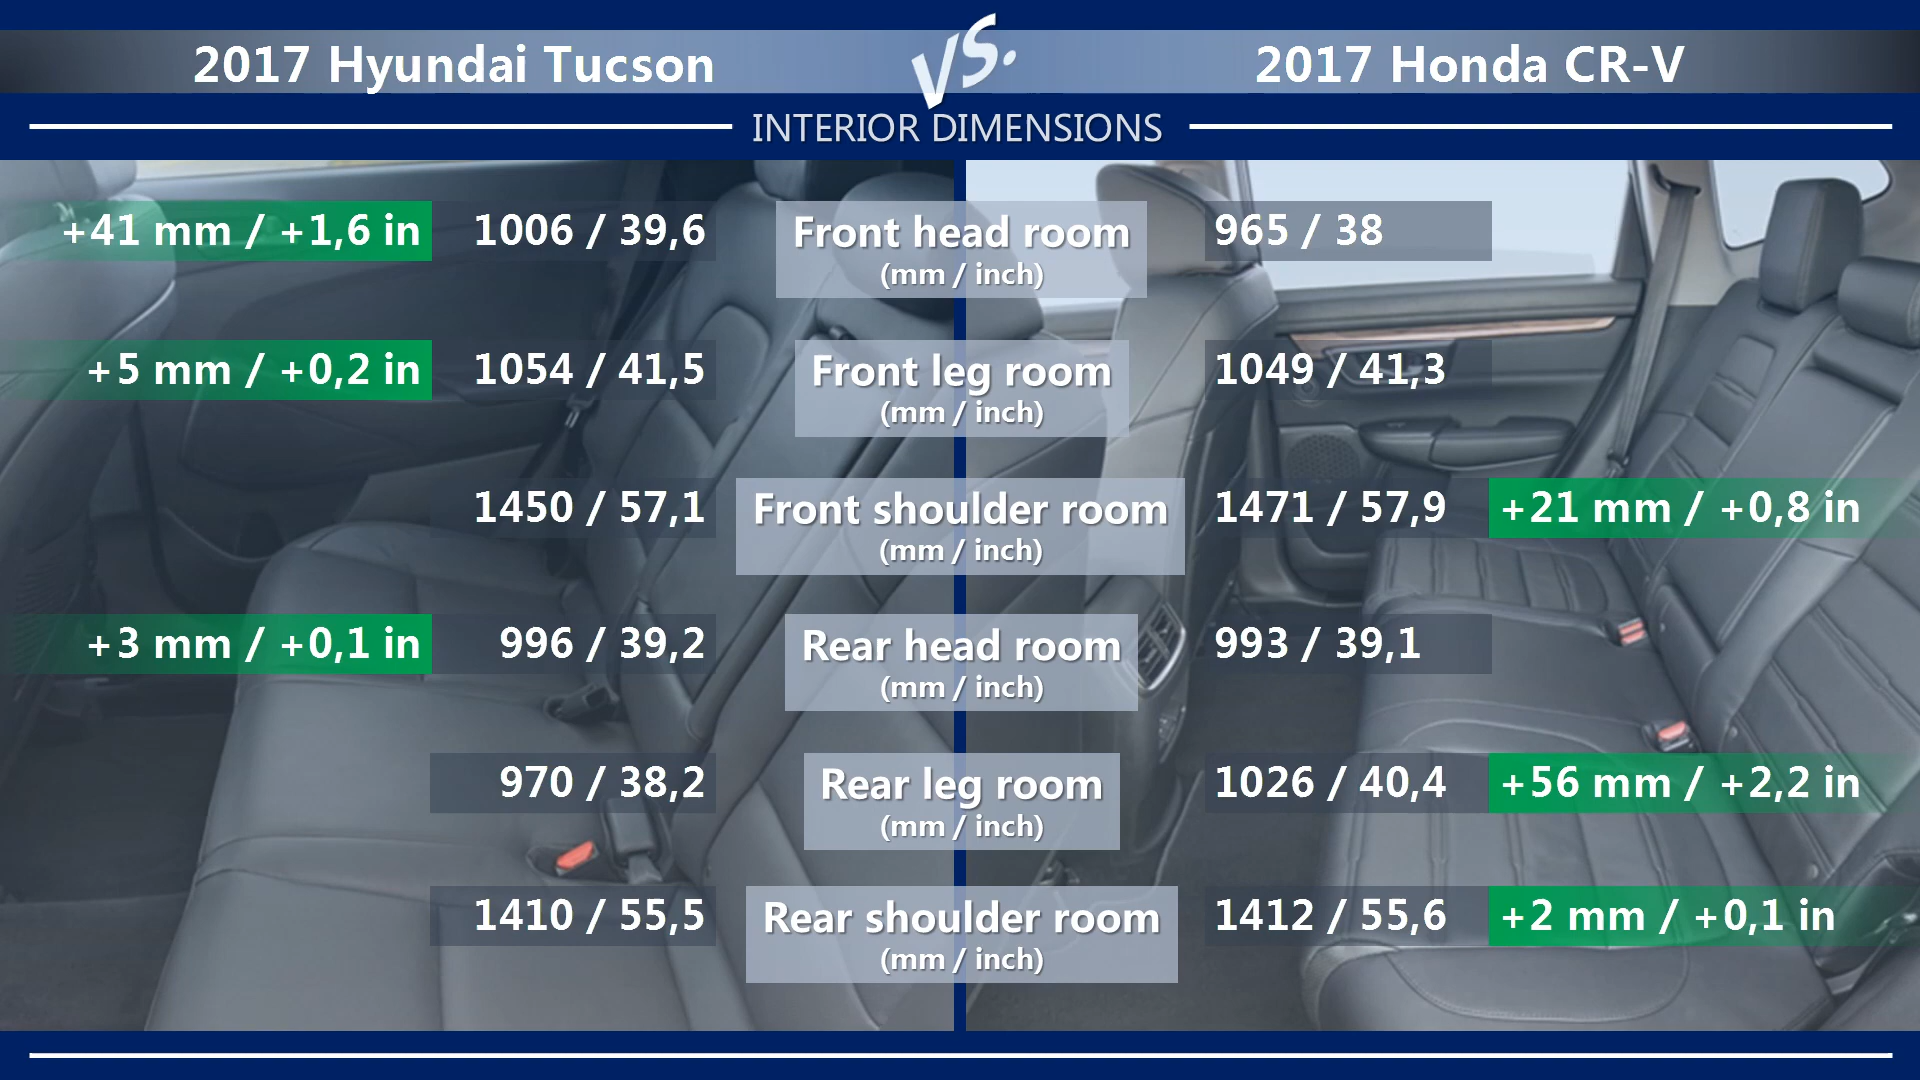 2017 Hyundai Tucson VS. 2017 Honda CR-V
INTERIOR DIMENSIONS
+41 mm / +1,6 in 1006 / 39,6 Front head room 965 / 38
(mm / inch)
+5 mm / +0,2 in 1054 / 41,5 Front leg room 1049 / 41,3
(mm / inch)
1450 / 57,1 Front shoulder room 1471 / 57,9 +21 mm / +0,8 in
(mm / inch)
+3 mm / +0,1 in 996 / 39,2 Rear head room 993 / 39,1
(mm / inch)
970 / 38,2 Rear leg room 1026 / 40,4 +56 mm / +2,2 in
(mm / inch)
1410 / 55,5 Rear shoulder room 1412 / 55,6 +2 mm / +0,1 in
(mm / inch)